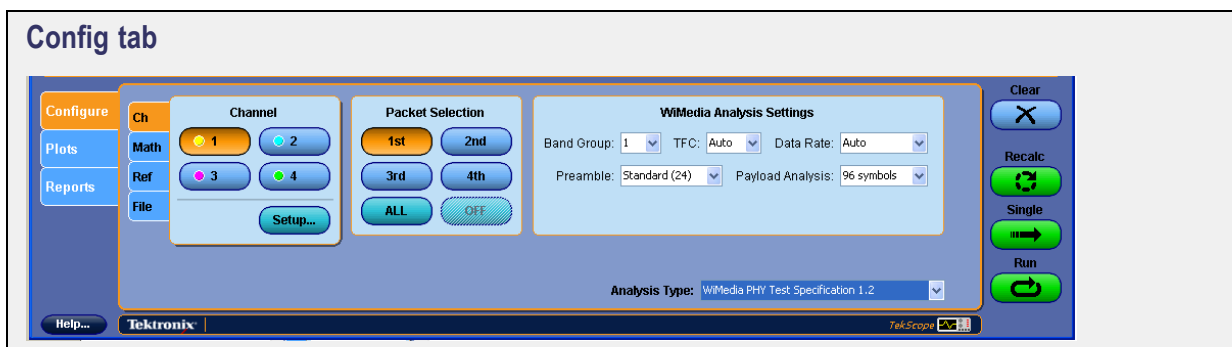 Config tab
Configure
Plots
Reports
Ch
Math
Ref
File
Channel
1
2
3
4
Setup...
Packet Selection
1st
2nd
3rd
4th
ALL
OFF
WiMedia Analysis Settings
Band Group: 1 TFC: Auto Data Rate: Auto
Preamble: Standard (24) Payload Analysis: 96 symbols
Analysis Type: WiMedia PHY Test Specification 1.2
Clear
Recalc
Single
Run
Help...
Tektronix
TekScope